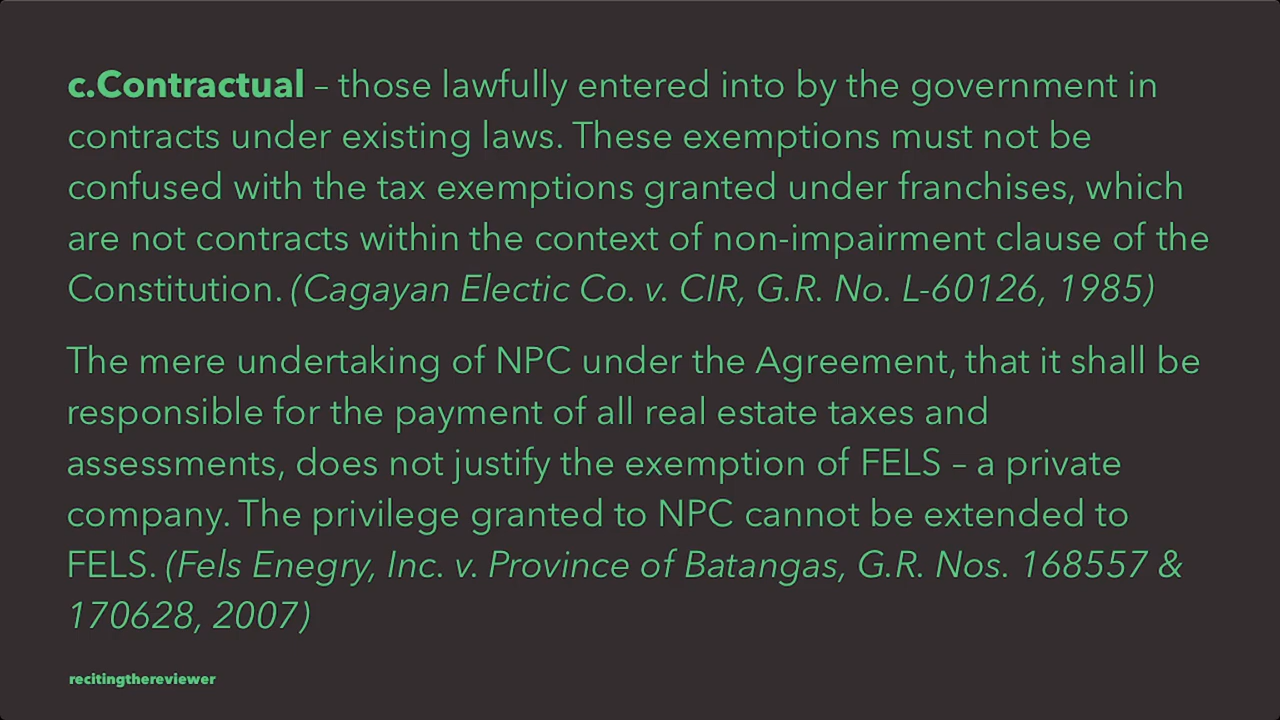 c.Contractual – those lawfully entered into by the government in
contracts under existing laws. These exemptions must not be
confused with the tax exemptions granted under franchises, which
are not contracts within the context of non-impairment clause of the
Constitution. (Cagayan Electic Co. v. CIR, G.R. No. L-60126, 1985)
The mere undertaking of NPC under the Agreement, that it shall be
responsible for the payment of all real estate taxes and
assessments, does not justify the exemption of FELS – a private
company. The privilege granted to NPC cannot be extended to
FELS. (Fels Enegry, Inc. v. Province of Batangas, G.R. Nos. 168557 &
170628, 2007)
recitingthereviewer